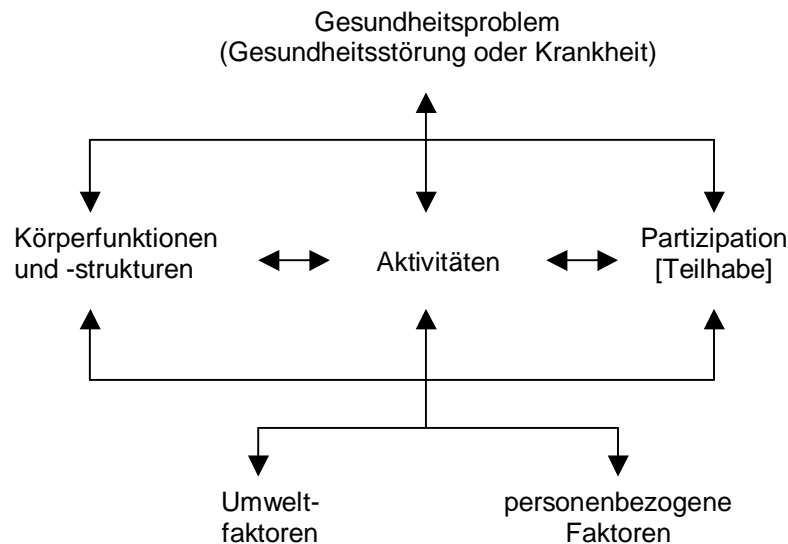 Gesundheitsproblem
(Gesundheitsstörung oder Krankheit)
Körperfunktionen
und -strukturen
Aktivitäten
Partizipation
[Teilhabe]
Umwelt-
faktoren
personenbezogene
Faktoren